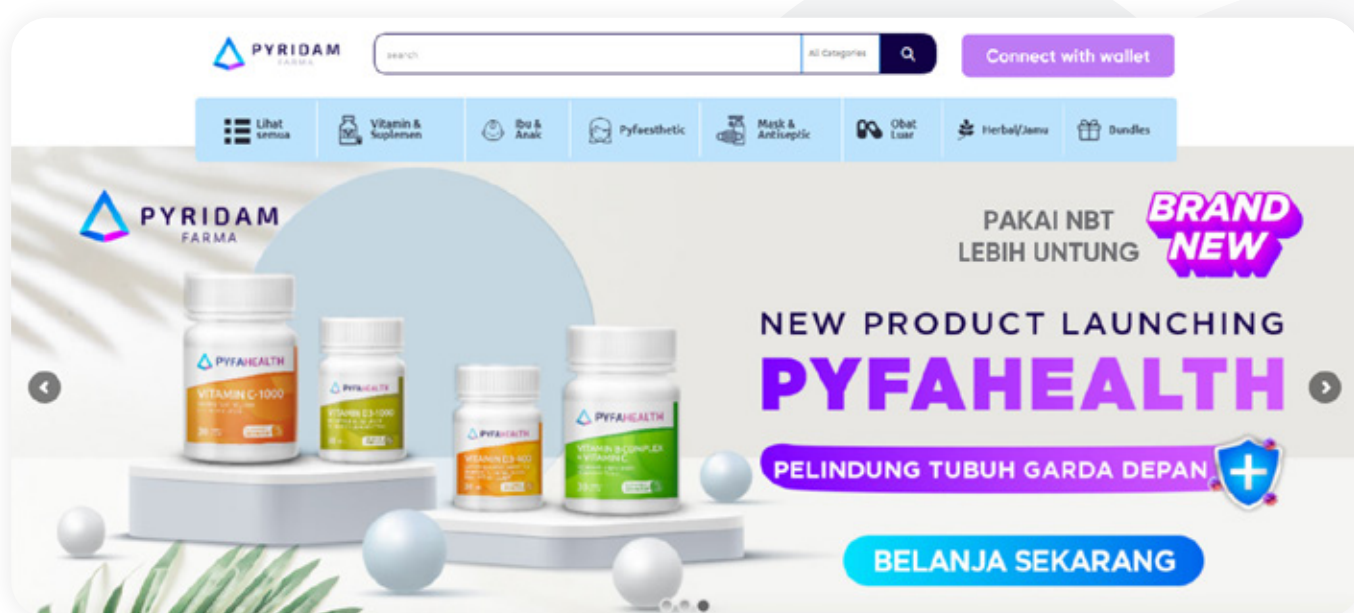 PYRIDAM
FARMA
search
All Categories
Connect with wallet
Lihat
semua
Vitamin &
Suplemen
Ibu &
Anak
Pyfaesthetic
Mask &
Antiseptic
Obat
Luar
Herbal/Jamu
Bundles
PYRIDAM
FARMA
PAKAI NBT
LEBIH UNTUNG
BRAND
NEW
NEW PRODUCT LAUNCHING
PYFAHEALTH
PELINDUNG TUBUH GARDA DEPAN
BELANJA SEKARANG
PYFAHEALTH
VITAMIN C-1000
PYFAHEALTH
VITAMIN D3-1000
PYFAHEALTH
VITAMIN D3-400
PYFAHEALTH
VITAMIN B-COMPLEX
+ VITAMIN C